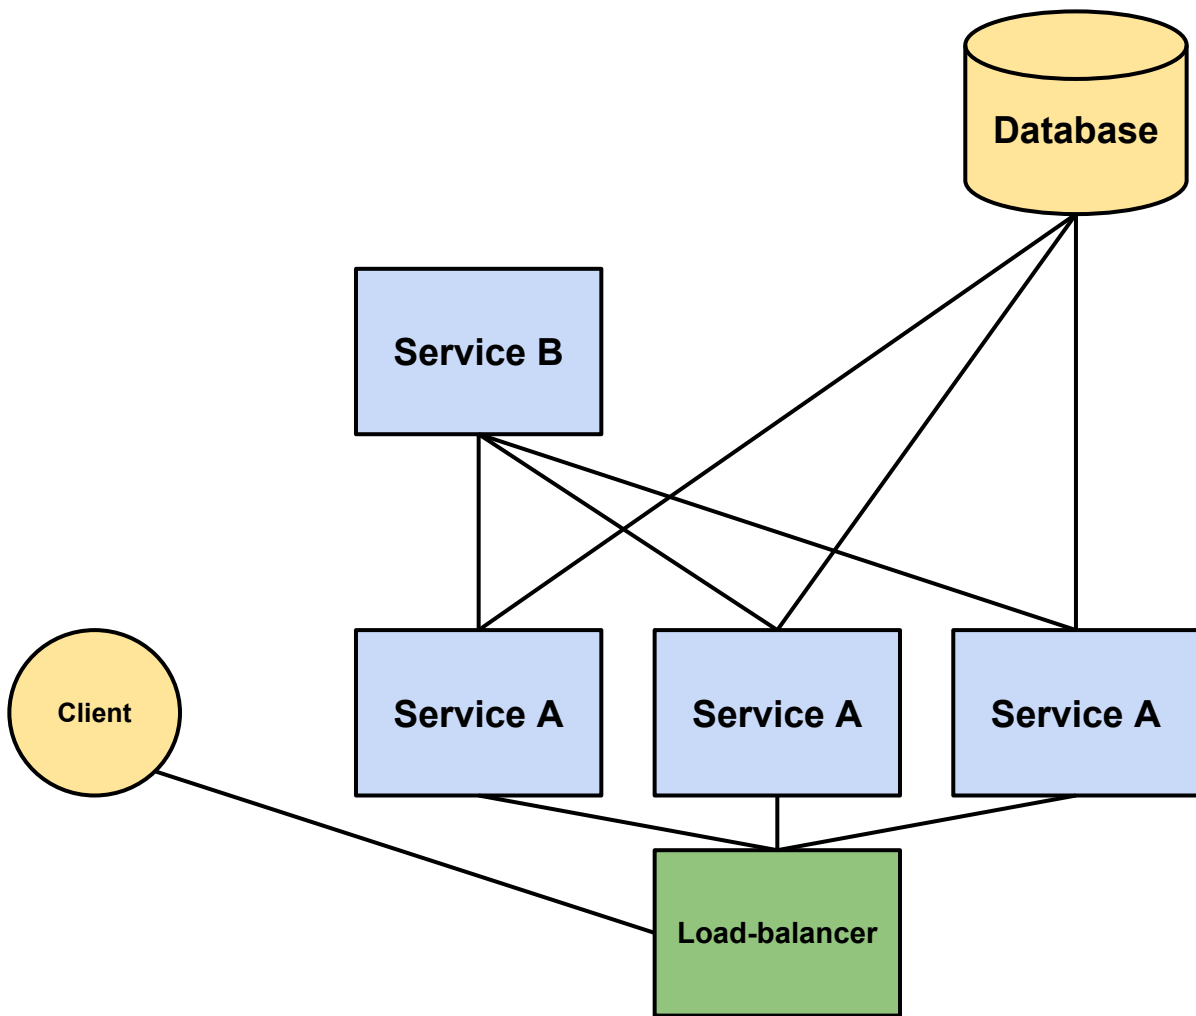 Database
Service B
Client
Service A
Service A
Service A
Load-balancer